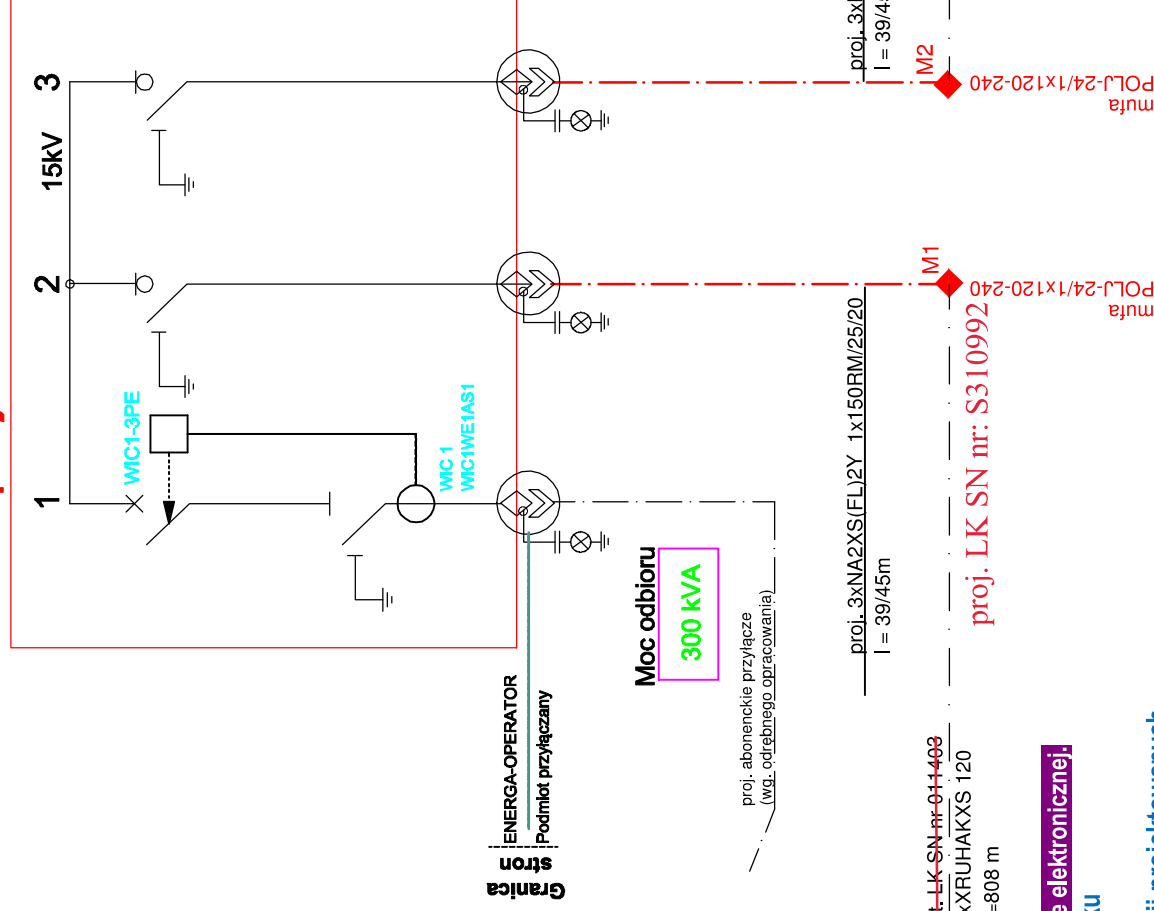 1
2
3
15kV
WIC1-3PE
WIC 1
WIC1WE1AS1
ENERGA-OPERATOR
Podmiot przyłączany
Granica
stron
Moc odbioru
300 kVA
proj. abonenckie przyłącze
(wg. odrębnego opracowania)
proj. 3xNA2XS(FL)2Y 1x150RM/25/20
l = 39/45m
M1
mufa
POLJ-24/1x120-240
M2
mufa
POLJ-24/1x120-240
proj. LK SN nr: S310992
LK SN nr 011403
xXRUHAKXS 120
=808 m
proj. 3x
l = 39/4
elektronicznej.
projektowanych